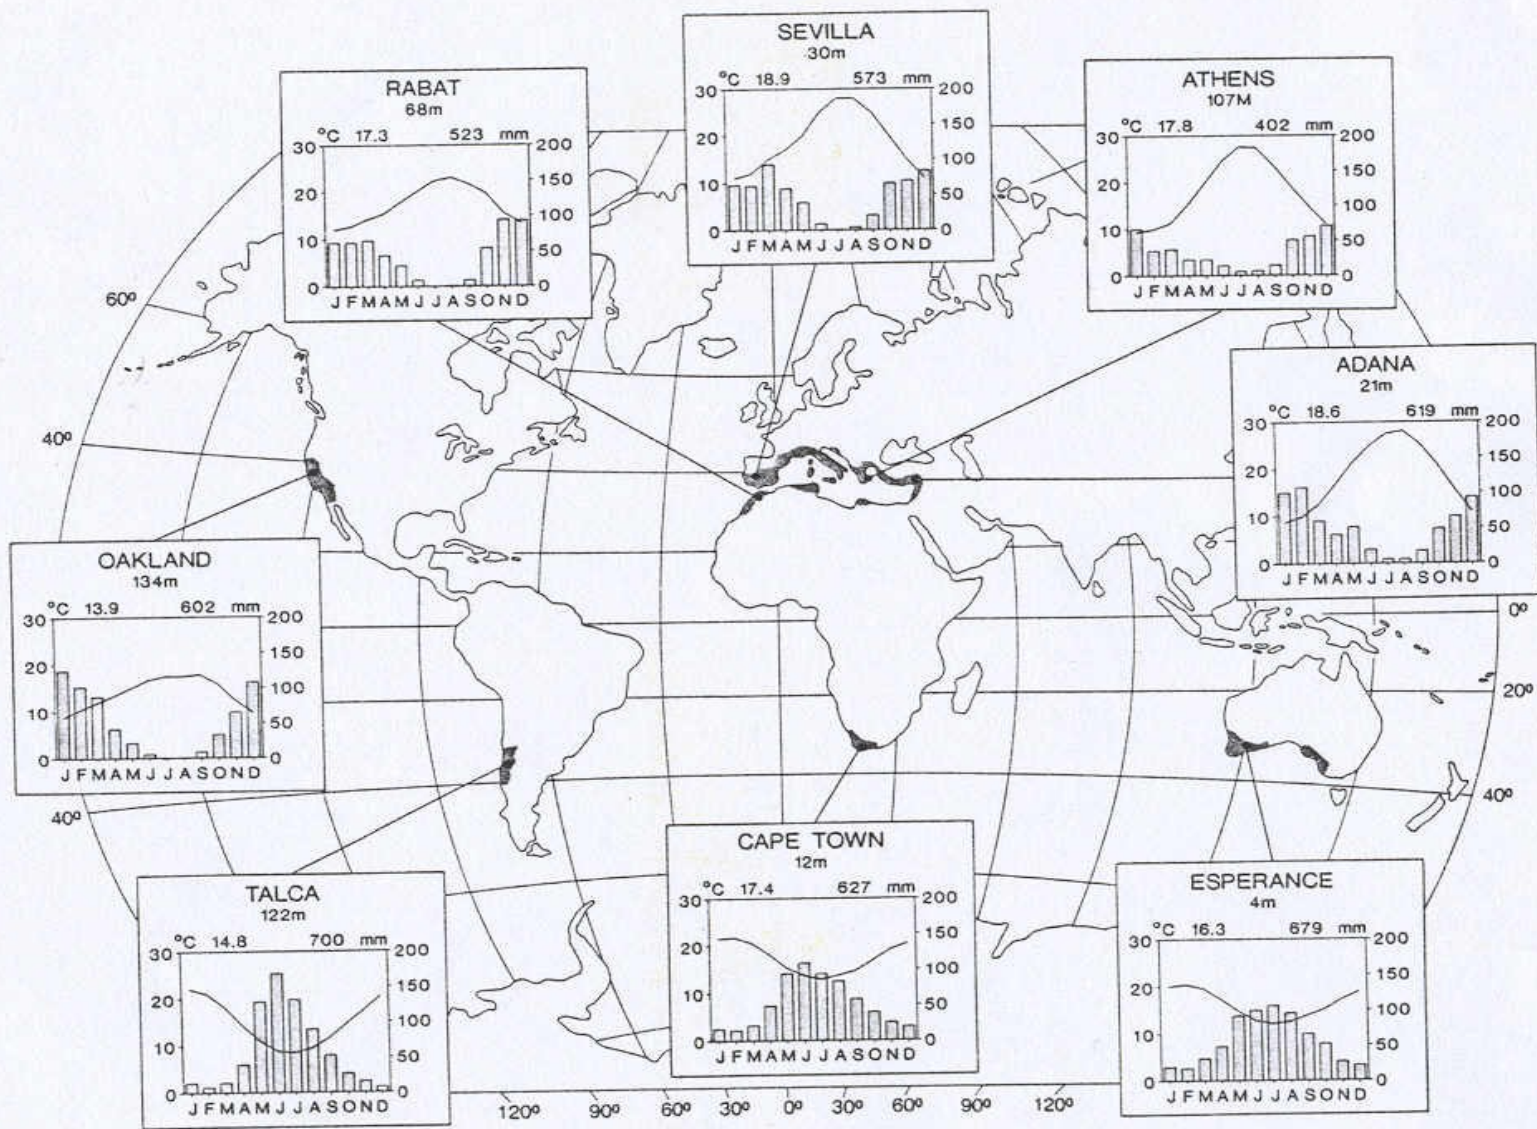 SEVILLA
30m
°C 18.9 573 mm
30
20
10
0
200
150
100
50
0
J F M A M J J A S O N D
RABAT
68m
°C 17.3 523 mm
30
20
10
0
200
150
100
50
0
J F M A M J J A S O N D
ATHENS
107M
°C 17.8 402 mm
30
20
10
0
200
150
100
50
0
J F M A M J J A S O N D
ADANA
21m
°C 18.6 619 mm
30
20
10
0
200
150
100
50
0
J F M A M J J A S O N D
60°
40°
OAKLAND
134m
°C 13.9 602 mm
30
20
10
0
200
150
100
50
0
J F M A M J J A S O N D
0°
20°
40°
40°
TALCA
122m
°C 14.8 700 mm
30
20
10
0
200
150
100
50
0
J F M A M J J A S O N D
CAPE TOWN
12m
°C 17.4 627 mm
30
20
10
0
200
150
100
50
0
J F M A M J J A S O N D
ESPERANCE
4m
°C 16.3 679 mm
30
20
10
0
200
150
100
50
0
J F M A M J J A S O N D
120° 90° 60° 30° 0° 30° 60° 90° 120°